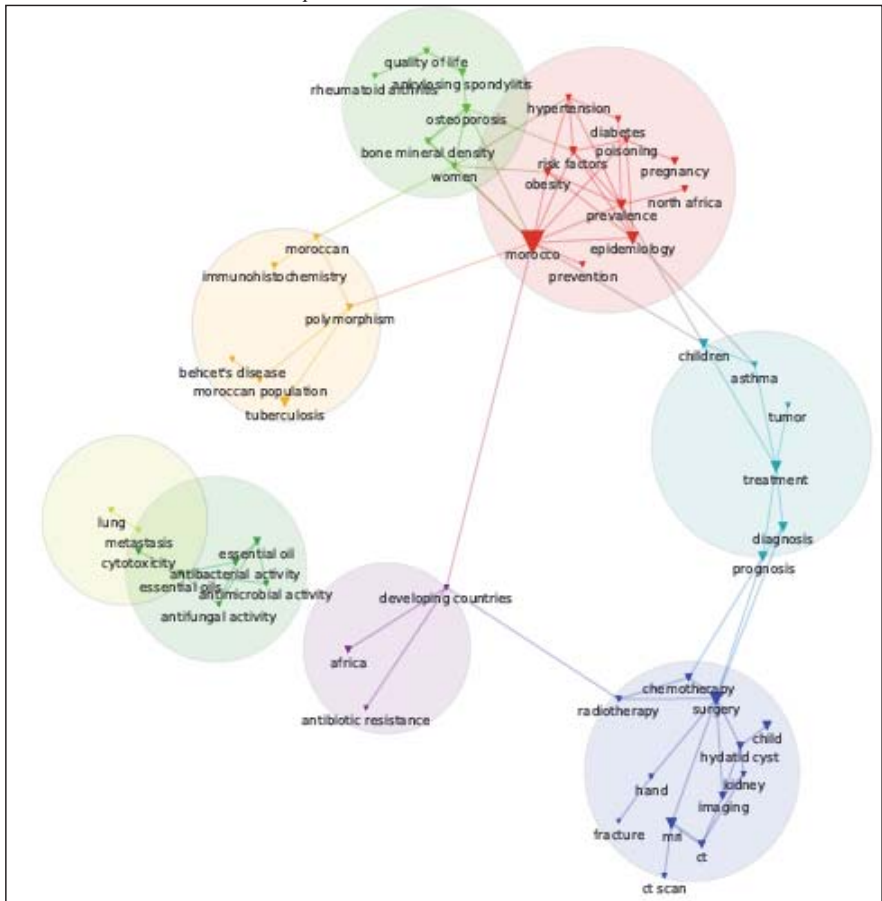 quality of life
rheumatoid arthritis
ankylosing spondylitis
osteoporosis
bone mineral density
women
hypertension
diabetes
poisoning
risk factors
pregnancy
obesity
north africa
prevalence
epidemiology
morocco
prevention
moroccan
immunohistochemistry
polymorphism
behcet's disease
moroccan population
tuberculosis
children
asthma
tumor
treatment
diagnosis
prognosis
lung
metastasis
cytotoxicity
essential oil
antibacterial activity
essential oils
antimicrobial activity
antifungal activity
developing countries
africa
antibiotic resistance
chemotherapy
radiotherapy
surgery
child
hydatid cyst
kidney
hand
imaging
fracture
mri
ct
ct scan